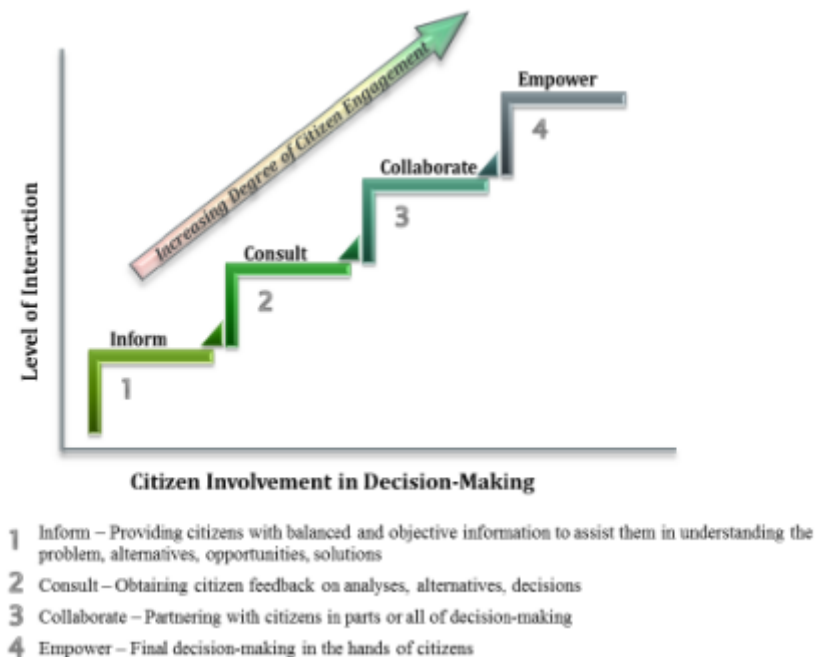 Empower
4
Increasing Degree of Citizen Engagement
Collaborate
3
Consult
2
Level of Interaction
Inform
1
Citizen Involvement in Decision-Making
1 Inform – Providing citizens with balanced and objective information to assist them in understanding the
problem, alternatives, opportunities, solutions
2 Consult – Obtaining citizen feedback on analyses, alternatives, decisions
3 Collaborate – Partnering with citizens in parts or all of decision-making
4 Empower – Final decision-making in the hands of citizens